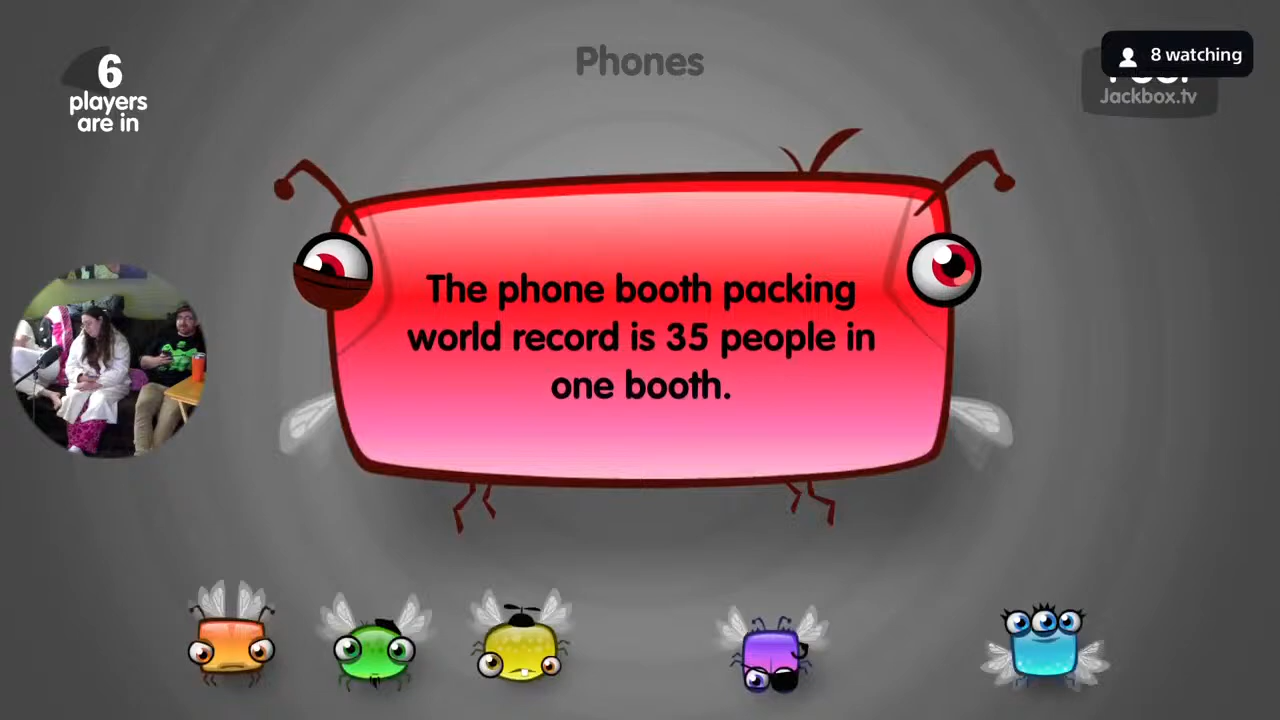 6
players
are in
Phones
8 watching
Jackbox.tv
The phone booth packing
world record is 35 people in
one booth.